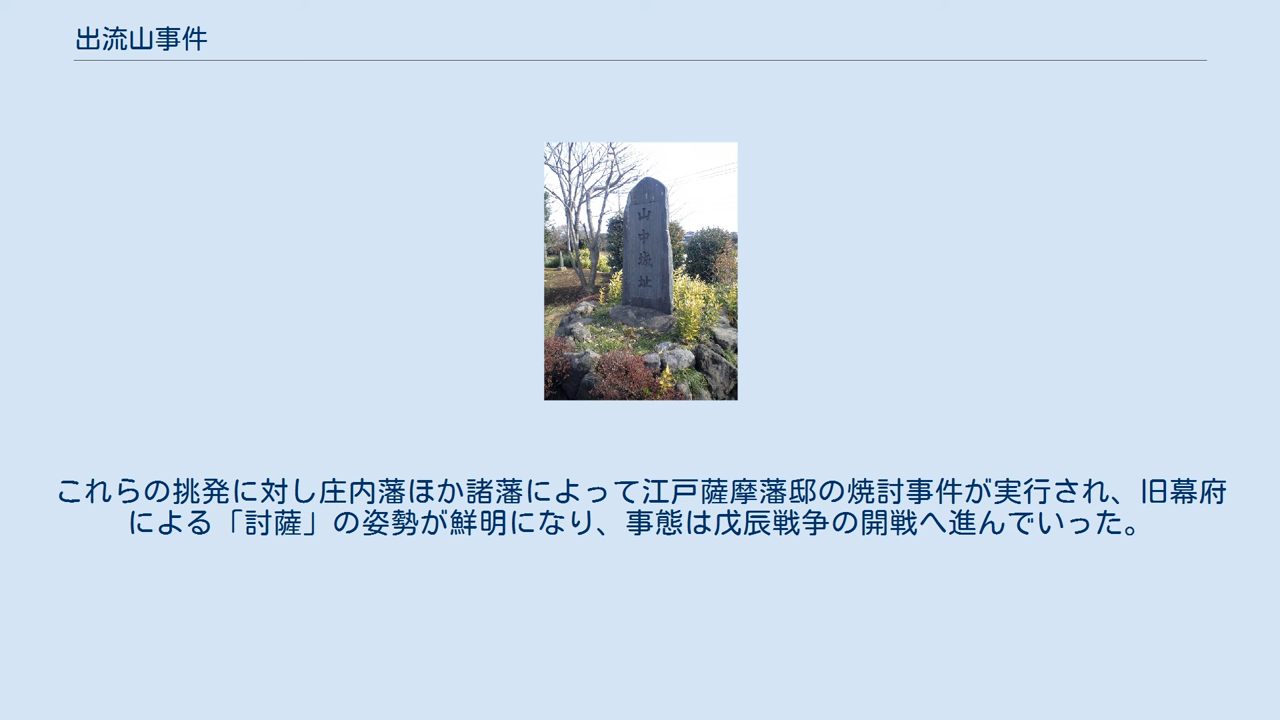 出流山事件
山中城址
これらの挑発に対し庄内藩ほか諸藩によって江戸薩摩藩邸の焼討事件が実行され、旧幕府
による「討薩」の姿勢が鮮明になり、事態は戊辰戦争の開戦へ進んでいった。